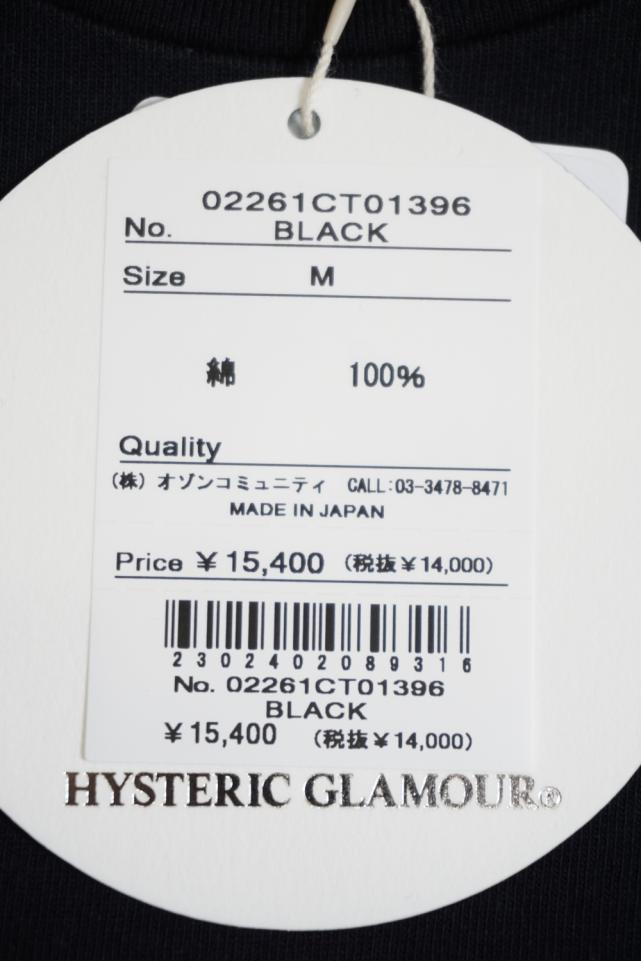 02261CT01396
No. BLACK
Size M
綿 100%
Quality
(株) オゾンコミュニティ CALL:03-3478-8471
MADE IN JAPAN
Price ¥15,400 (税抜¥14,000)
2302402089316
No. 02261CT01396
BLACK
¥15,400 (税抜¥14,000)
HYSTERIC GLAMOUR®